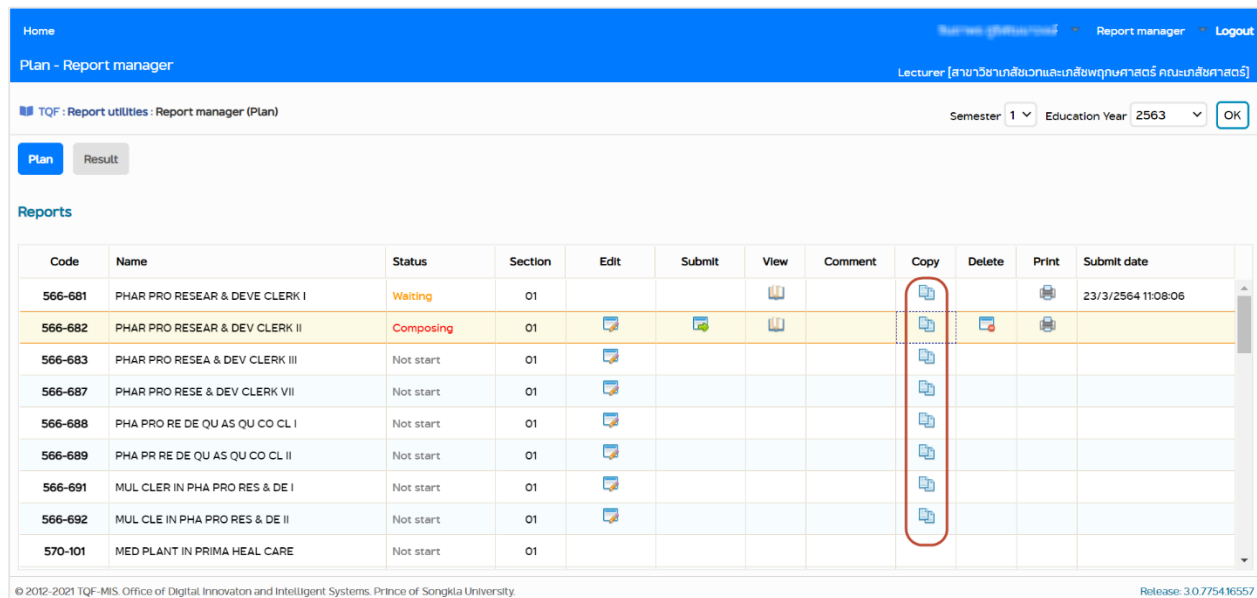 Home
Report manager Logout
Plan - Report manager
Lecturer [สาขาวิชาเภสัชเวทและเภสัชพฤกษศาสตร์ คณะเภสัชศาสตร์]
TQF : Report utilities : Report manager (Plan)
Semester 1 Education Year 2563 OK
Plan Result
Reports
Code Name Status Section Edit Submit View Comment Copy Delete Print Submit date
566-681 PHAR PRO RESEAR & DEVE CLERK I Waiting 01 23/3/2564 11:08:06
566-682 PHAR PRO RESEAR & DEV CLERK II Composing 01
566-683 PHAR PRO RESEA & DEV CLERK III Not start 01
566-687 PHAR PRO RESE & DEV CLERK VII Not start 01
566-688 PHA PRO RE DE QU AS QU CO CL I Not start 01
566-689 PHA PR RE DE QU AS QU CO CL II Not start 01
566-691 MUL CLER IN PHA PRO RES & DE I Not start 01
566-692 MUL CLE IN PHA PRO RES & DE II Not start 01
570-101 MED PLANT IN PRIMA HEAL CARE Not start 01
© 2012-2021 TQF-MIS. Office of Digital Innovaton and Intelligent Systems. Prince of Songkla University.
Release: 3.0.7754.16557